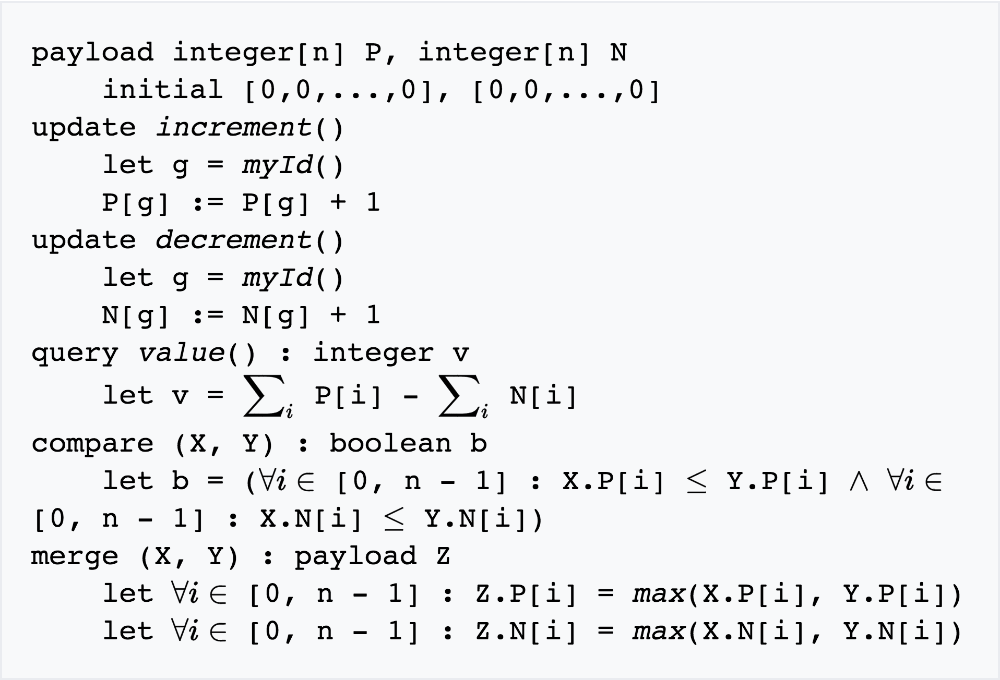 payload integer[n] P, integer[n] N
initial [0,0,...,0], [0,0,...,0]
update increment()
let g = myId()
P[g] := P[g] + 1
update decrement()
let g = myId()
N[g] := N[g] + 1
query value() : integer v
let v = ∑i P[i] - ∑i N[i]
compare (X, Y) : boolean b
let b = (∀i ∈ [0, n - 1] : X.P[i] ≤ Y.P[i] ∧ ∀i ∈
[0, n - 1] : X.N[i] ≤ Y.N[i])
merge (X, Y) : payload Z
let ∀i ∈ [0, n - 1] : Z.P[i] = max(X.P[i], Y.P[i])
let ∀i ∈ [0, n - 1] : Z.N[i] = max(X.N[i], Y.N[i])